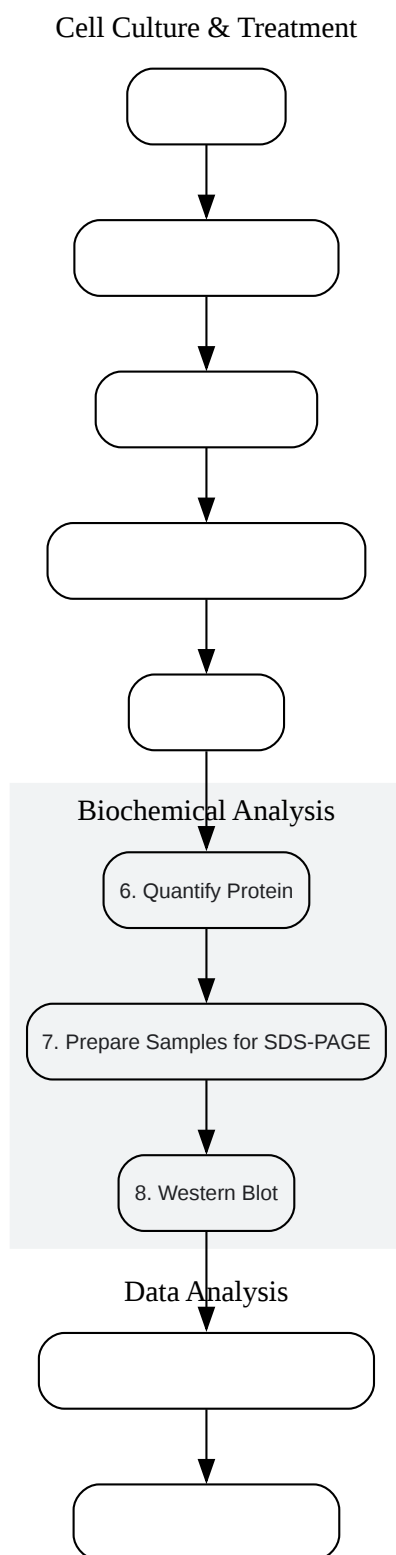 Cell Culture & Treatment
Biochemical Analysis
6. Quantify Protein
7. Prepare Samples for SDS-PAGE
8. Western Blot
Data Analysis